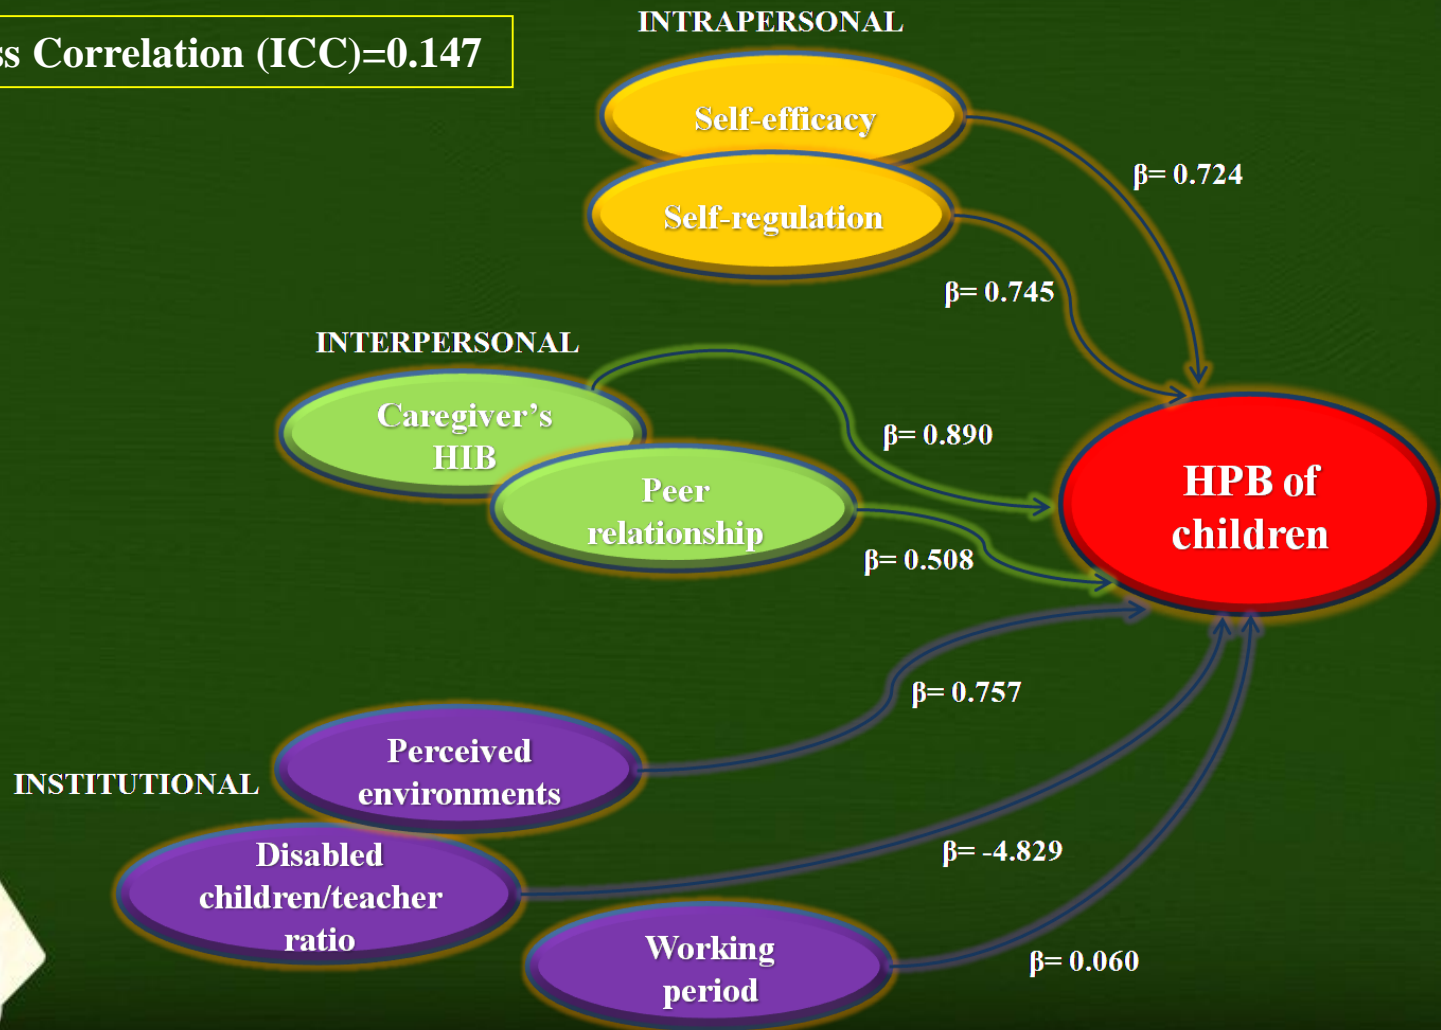 ss Correlation (ICC)=0.147
INTRAPERSONAL
Self-efficacy
β= 0.724
Self-regulation
β= 0.745
INTERPERSONAL
Caregiver’s
HIB
β= 0.890
Peer
relationship
β= 0.508
HPB of
children
β= 0.757
INSTITUTIONAL
Perceived
environments
Disabled
children/teacher
ratio
β= -4.829
Working
period
β= 0.060